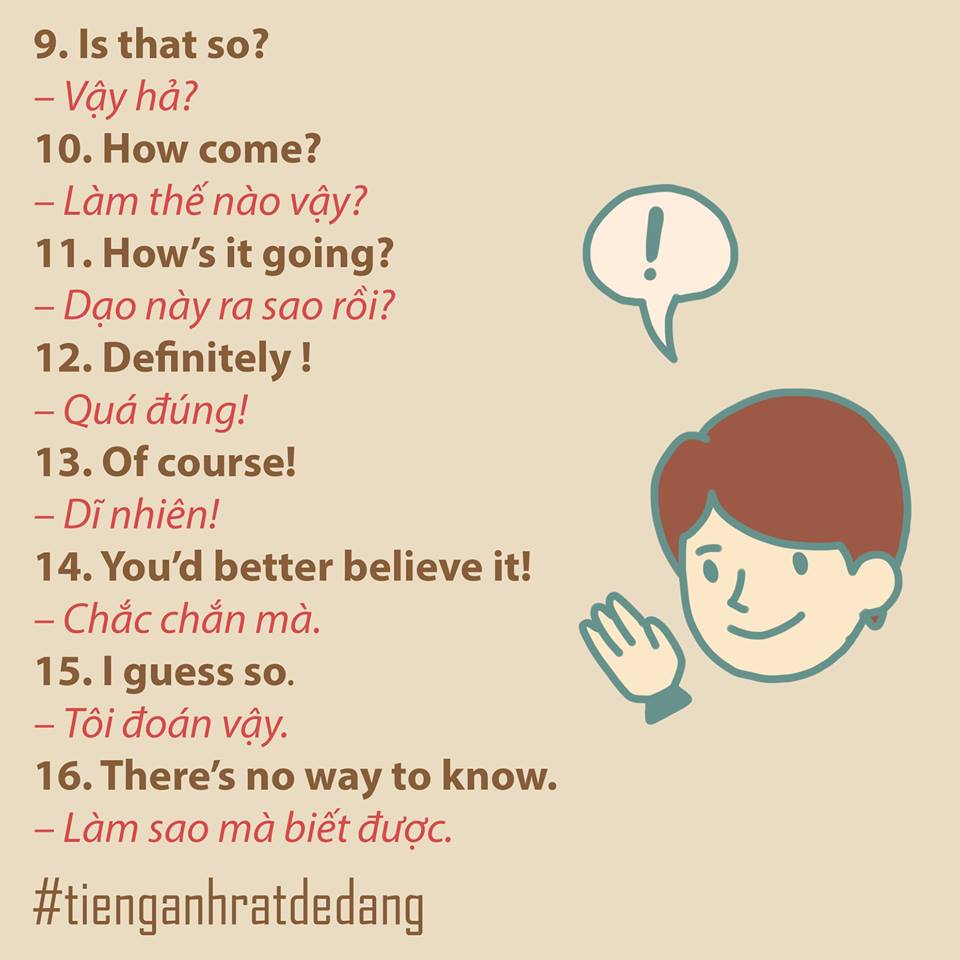 9. Is that so?
– Vậy hả?
10. How come?
– Làm thế nào vậy?
11. How’s it going?
– Dạo này ra sao rồi?
12. Definitely !
– Quá đúng!
13. Of course!
– Dĩ nhiên!
14. You’d better believe it!
– Chắc chắn mà.
15. I guess so.
– Tôi đoán vậy.
16. There’s no way to know.
– Làm sao mà biết được.
#tienganhratdedang
!